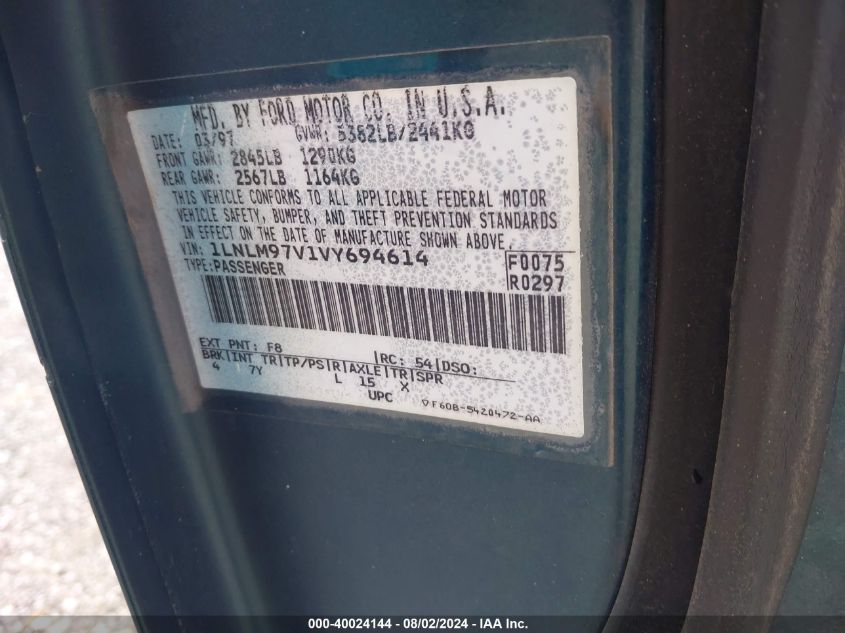 MFD. BY FORD MOTOR CO. IN U.S.A.
DATE: 03/97 GVWR: 5382LB/2441KG
FRONT GAWR: 2845LB 1290KG
REAR GAWR: 2567LB 1164KG
THIS VEHICLE CONFORMS TO ALL APPLICABLE FEDERAL MOTOR
VEHICLE SAFETY, BUMPER, AND THEFT PREVENTION STANDARDS
IN EFFECT ON THE DATE OF MANUFACTURE SHOWN ABOVE.
VIN: 1LNLM97V1VY694614 F0075
TYPE: PASSENGER R0297
EXT PNT: F8 RC: 54 DSO:
BRK INT TR TP/PS R AXLE TR SPR
4 7Y L 15 X
UPC ▽F60B-5420472-AA
000-40024144 - 08/02/2024 - IAA Inc.